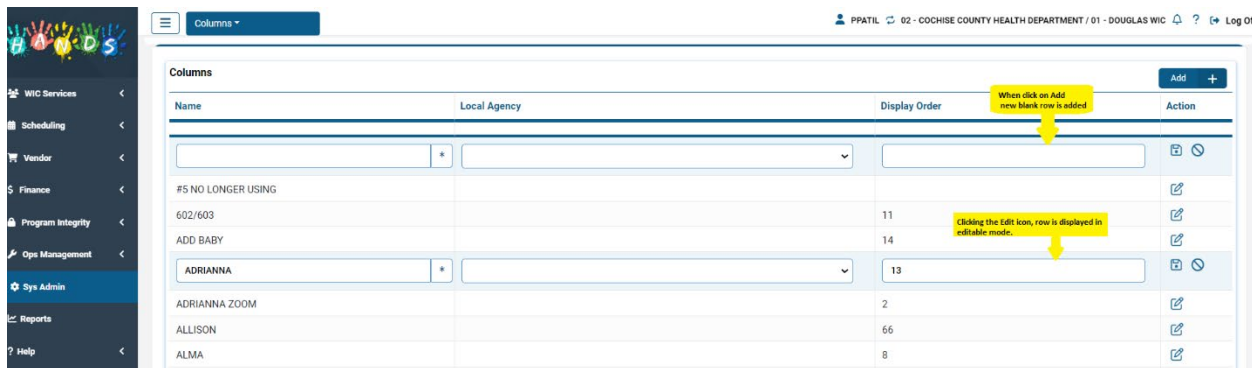 HANDS
Columns
PPATIL 02 - COCHISE COUNTY HEALTH DEPARTMENT / 01 - DOUGLAS WIC ? Log Of
WIC Services
Scheduling
Vendor
$ Finance
Program Integrity
Ops Management
Sys Admin
Reports
? Help
Columns
Add +
Name Local Agency Display Order Action
When click on Add
new blank row is added
*
#5 NO LONGER USING
602/603 11
Clicking the Edit icon, row is displayed in
editable mode.
ADD BABY 14
ADRIANNA * 13
ADRIANNA ZOOM 2
ALLISON 66
ALMA 8